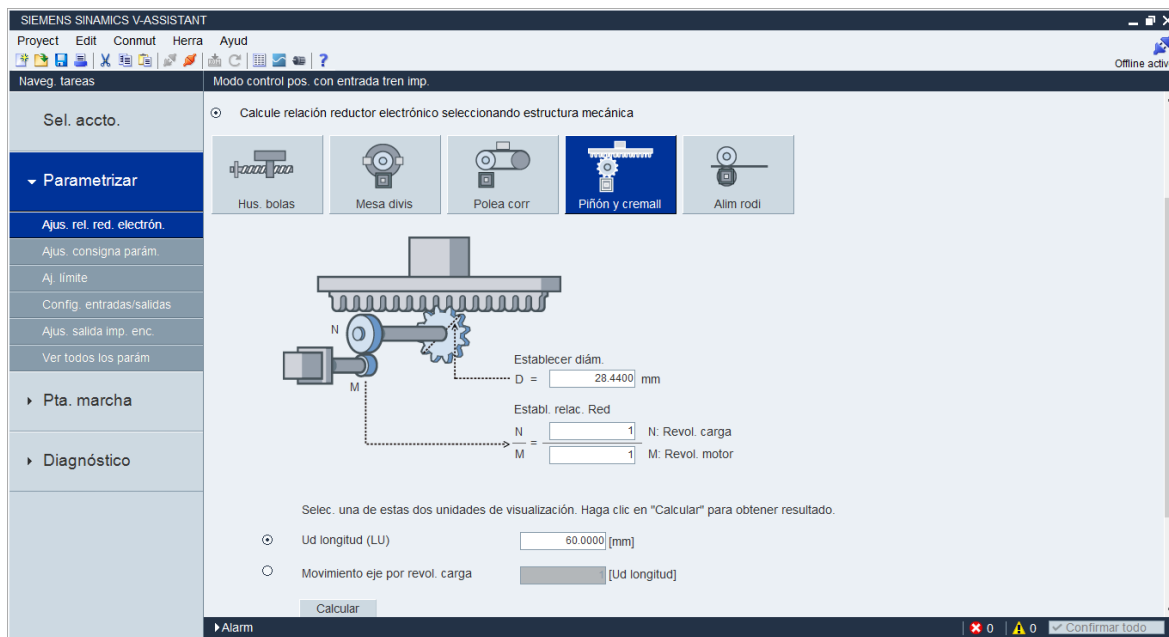 SIEMENS SINAMICS V-ASSISTANT
Proyect Edit Conmut Herra Ayud
?
Offline activ
Naveg. tareas
Modo control pos. con entrada tren imp.
Sel. accto.
Parametrizar
Ajus. rel. red. electrón.
Ajus. consigna parám.
Aj. límite
Config. entradas/salidas
Ajus. salida imp. enc.
Ver todos los parám
Pta. marcha
Diagnóstico
Calcule relación reductor electrónico seleccionando estructura mecánica
Hus. bolas
Mesa divis
Polea corr
Piñón y cremall
Alim rodi
N
M
Establecer diám.
D = 28.4400 mm
Establ. relac. Red
N 1 N: Revol. carga
=
M 1 M: Revol. motor
Selec. una de estas dos unidades de visualización. Haga clic en "Calcular" para obtener resultado.
Ud longitud (LU) 60.0000 [mm]
Movimiento eje por revol. carga 1 [Ud longitud]
Calcular
Alarm
0 0 Confirmar todo